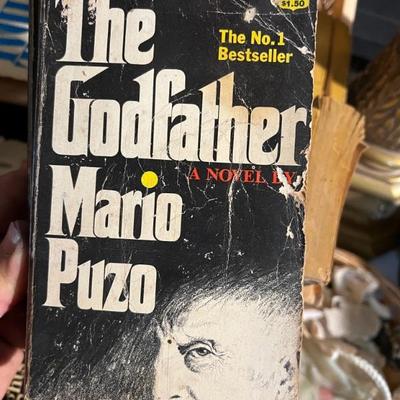 $1.50
The
The No.1
Bestseller
Godfather
A NOVEL BY
Mario
Puzo